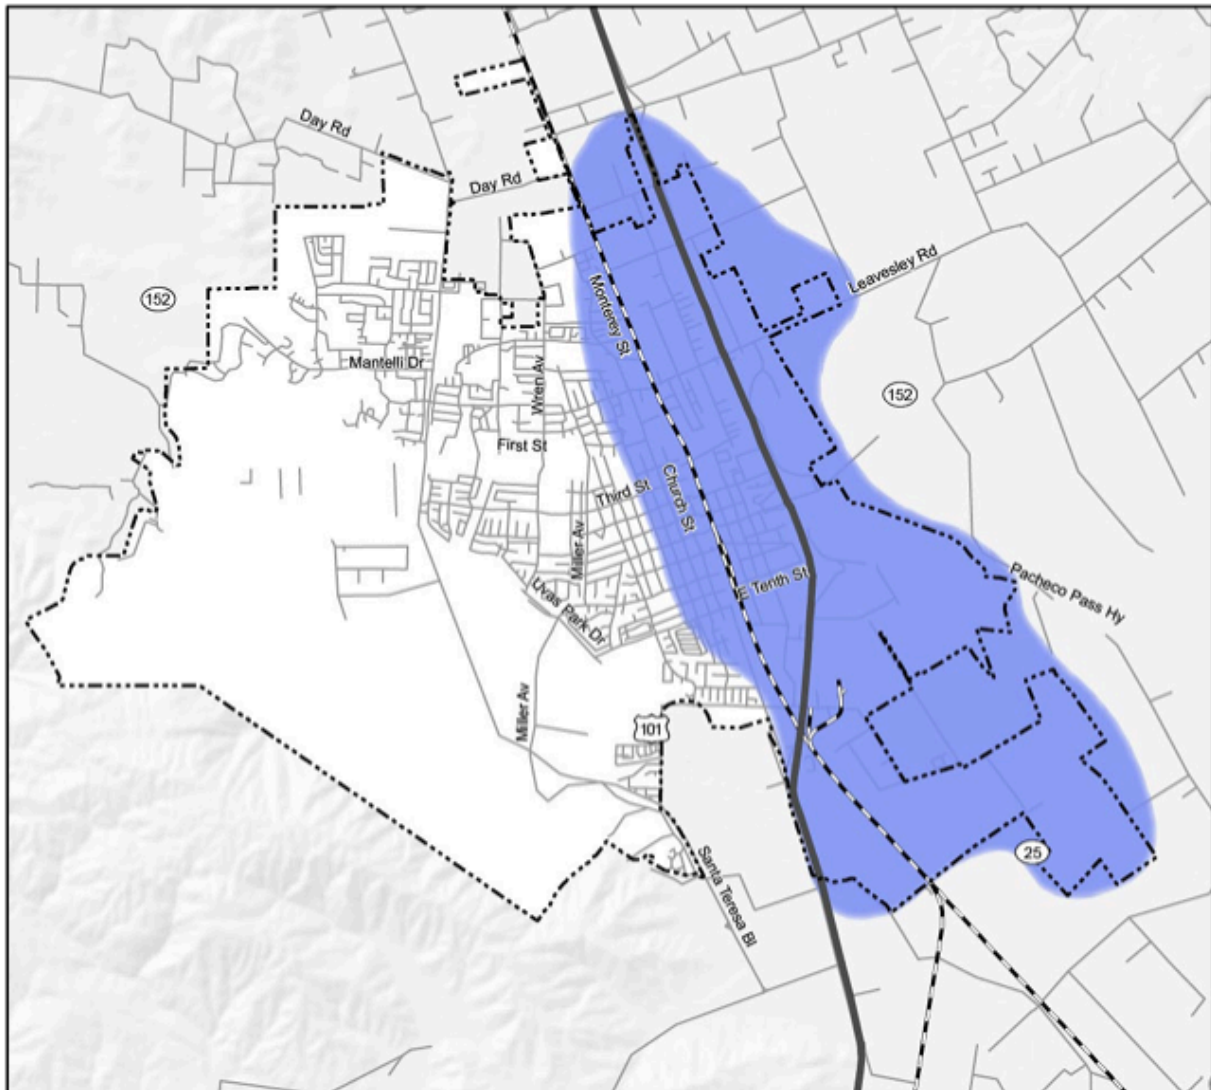 Day Rd
Day Rd
Leavesley Rd
152
Monterey St.
Mantelli Dr
Wren Av
152
First St
Third St
Church St.
Miller Av
E Tenth St
Uvas Park Dr
Pacheco Pass Hy
Miller Av
101
25
Santa Teresa Bl